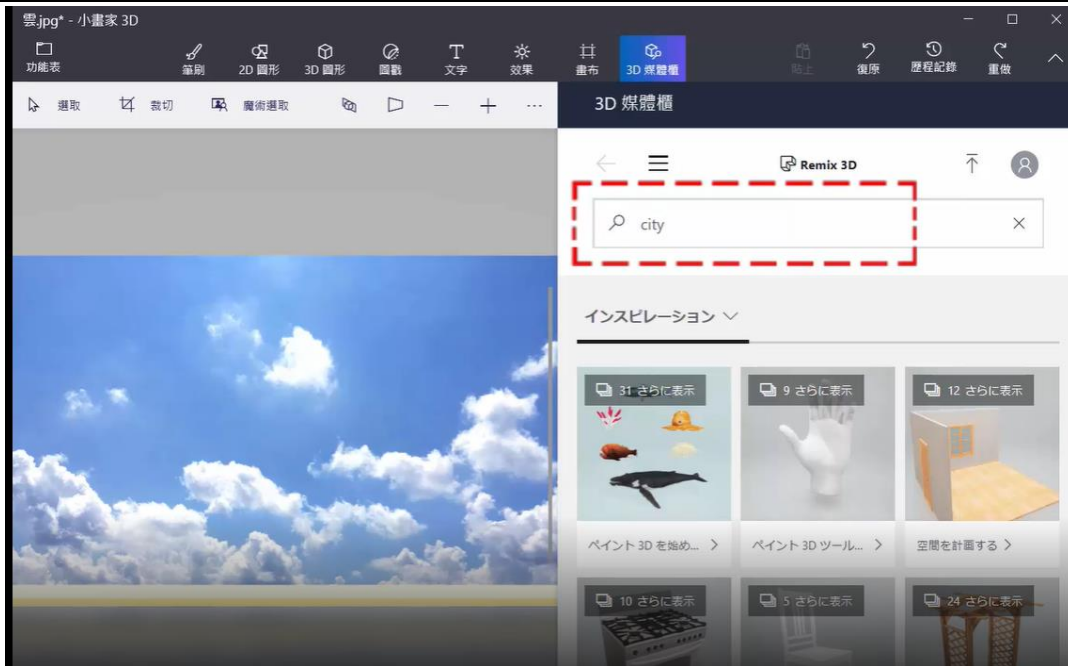 雲.jpg* - 小畫家 3D
功能表
筆刷
2D 圖形
3D 圖形
圖戳
文字
效果
畫布
3D 媒體櫃
貼上
復原
歷程記錄
重做
選取
裁切
魔術選取
3D 媒體櫃
Remix 3D
city
インスピレーション
31 さらに表示
9 さらに表示
12 さらに表示
ペイント 3D を始め...
ペイント 3D ツール...
空間を計画する
10 さらに表示
5 さらに表示
24 さらに表示